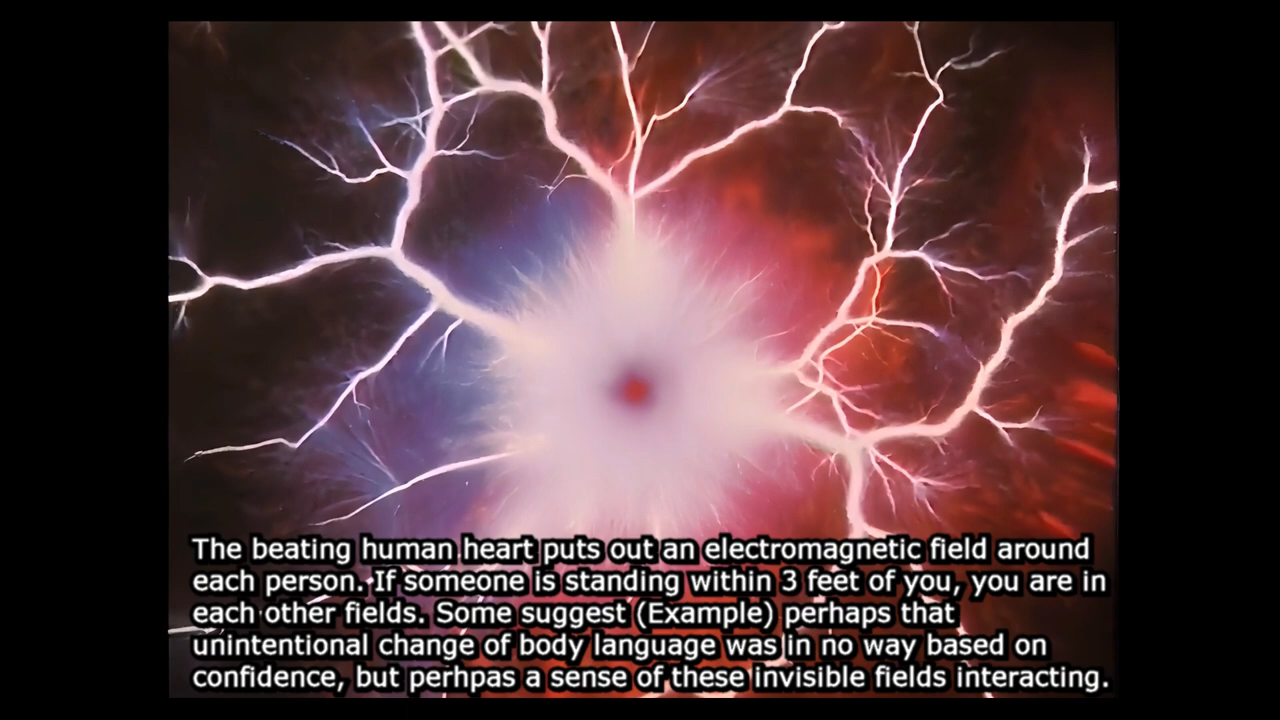 The beating human heart puts out an electromagnetic field around
each person. If someone is standing within 3 feet of you, you are in
each other fields. Some suggest (Example) perhaps that
unintentional change of body language was in no way based on
confidence, but perhpas a sense of these invisible fields interacting.